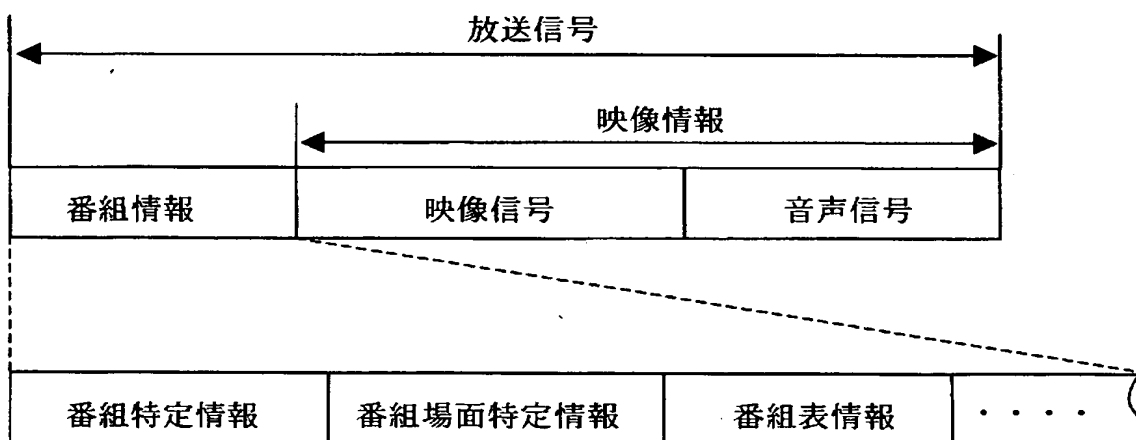 放送信号
映像情報
番組情報 映像信号 音声信号
番組特定情報 番組場面特定情報 番組表情報 ・・・・